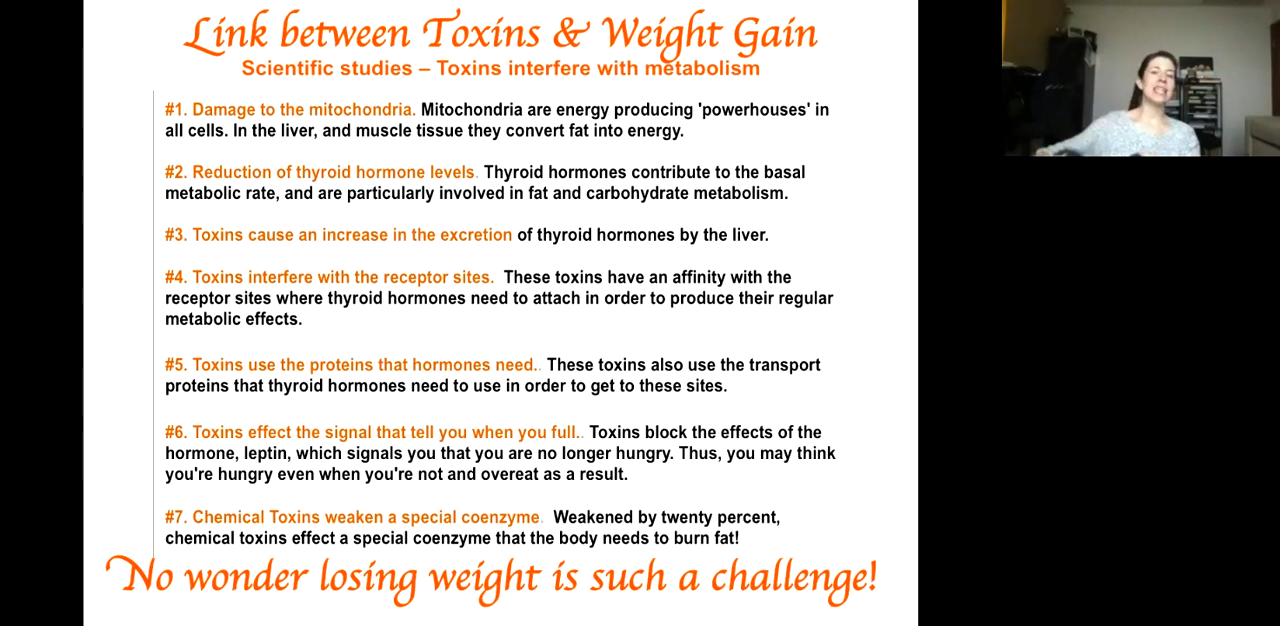 Link between Toxins & Weight Gain
Scientific studies – Toxins interfere with metabolism
#1. Damage to the mitochondria. Mitochondria are energy producing 'powerhouses' in
all cells. In the liver, and muscle tissue they convert fat into energy.
#2. Reduction of thyroid hormone levels. Thyroid hormones contribute to the basal
metabolic rate, and are particularly involved in fat and carbohydrate metabolism.
#3. Toxins cause an increase in the excretion of thyroid hormones by the liver.
#4. Toxins interfere with the receptor sites. These toxins have an affinity with the
receptor sites where thyroid hormones need to attach in order to produce their regular
metabolic effects.
#5. Toxins use the proteins that hormones need.. These toxins also use the transport
proteins that thyroid hormones need to use in order to get to these sites.
#6. Toxins effect the signal that tell you when you full.. Toxins block the effects of the
hormone, leptin, which signals you that you are no longer hungry. Thus, you may think
you're hungry even when you're not and overeat as a result.
#7. Chemical Toxins weaken a special coenzyme. Weakened by twenty percent,
chemical toxins effect a special coenzyme that the body needs to burn fat!
No wonder losing weight is such a challenge!